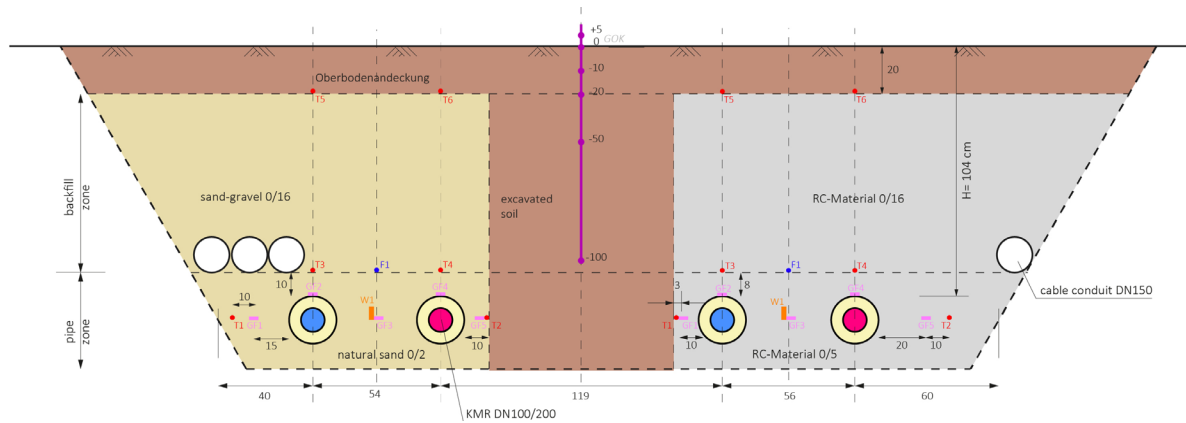 +5
0 GOK
-10
-20
-50
-100
20
Oberbodenandeckung
T5
T6
T5
T6
H= 104 cm
backfill
zone
sand-gravel 0/16
excavated
soil
RC-Material 0/16
T3
F1
T4
T3
F1
T4
10
GF2
GF4
3
GF2
8
GF4
cable conduit DN150
10
W1
W1
pipe
zone
T1
GF1
GF3
GF5
T2
T1
GF1
GF3
GF5
T2
15
10
10
20
10
natural sand 0/2
RC-Material 0/5
40
54
119
56
60
KMR DN100/200